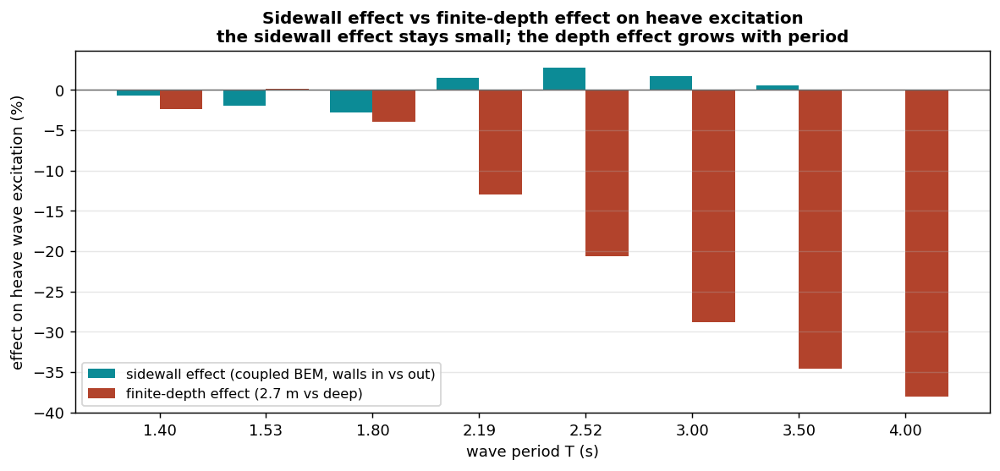 Sidewall effect vs finite-depth effect on heave excitation
the sidewall effect stays small; the depth effect grows with period
effect on heave wave excitation (%)
0
−5
−10
−15
−20
−25
−30
−35
−40
sidewall effect (coupled BEM, walls in vs out)
finite-depth effect (2.7 m vs deep)
1.40 1.53 1.80 2.19 2.52 3.00 3.50 4.00
wave period T (s)